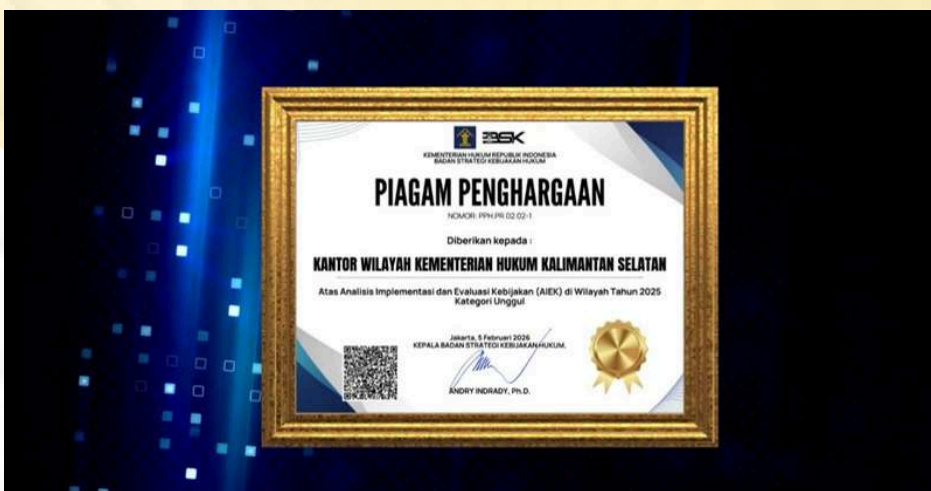 BSK
KEMENTERIAN HUKUM REPUBLIK INDONESIA
BADAN STRATEGI KEBIJAKAN HUKUM
PIAGAM PENGHARGAAN
NOMOR: PPH.PR.02.02-1
Diberikan kepada :
KANTOR WILAYAH KEMENTERIAN HUKUM KALIMANTAN SELATAN
Atas Analisis Implementasi dan Evaluasi Kebijakan (AIEK) di Wilayah Tahun 2025
Kategori Unggul
Jakarta, 5 Februari 2026
KEPALA BADAN STRATEGI KEBIJAKAN HUKUM,
ANDRY INDRADY, Ph.D.